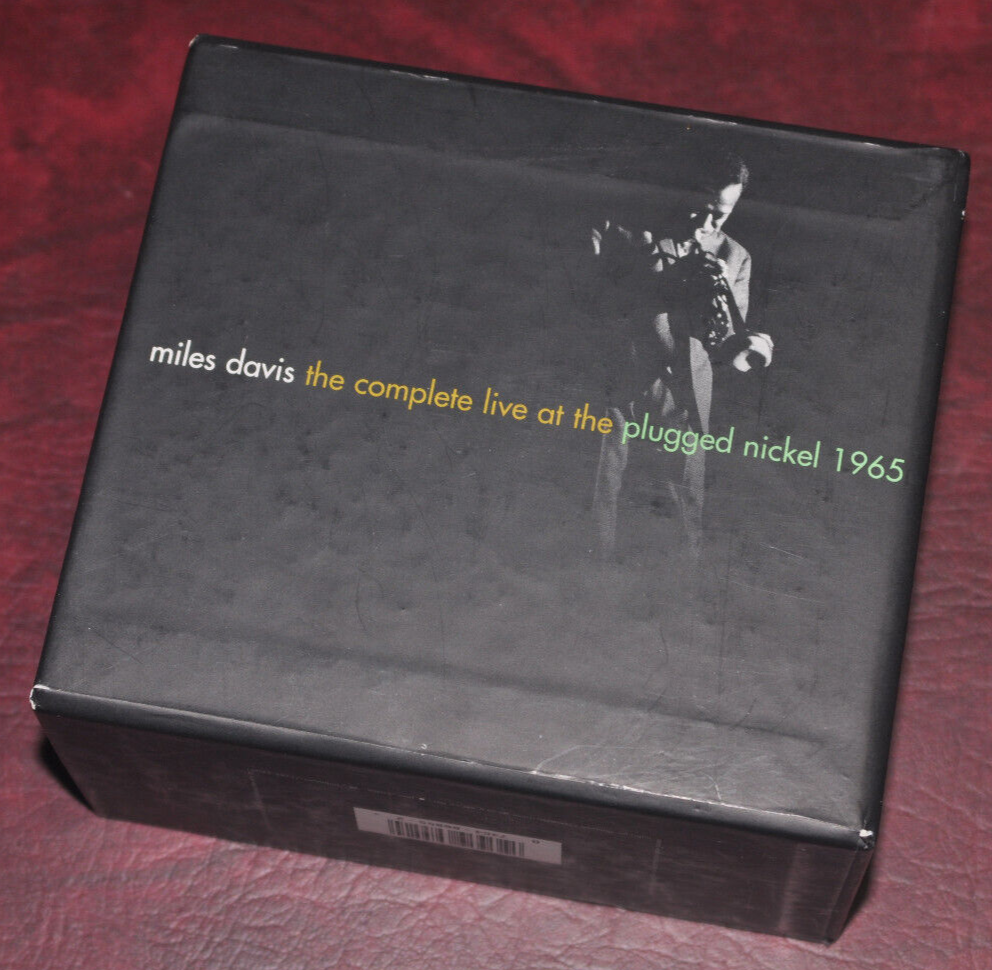 miles davis the complete live at the plugged nickel 1965